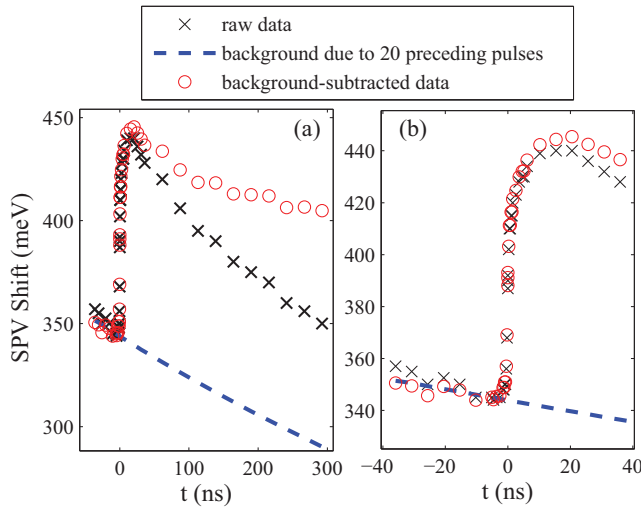 raw data
background due to 20 preceding pulses
background-subtracted data
(a)
(b)
SPV Shift (meV)
450
400
350
300
0
100
200
300
t (ns)
440
420
400
380
360
340
−40
−20
0
20
40
t (ns)